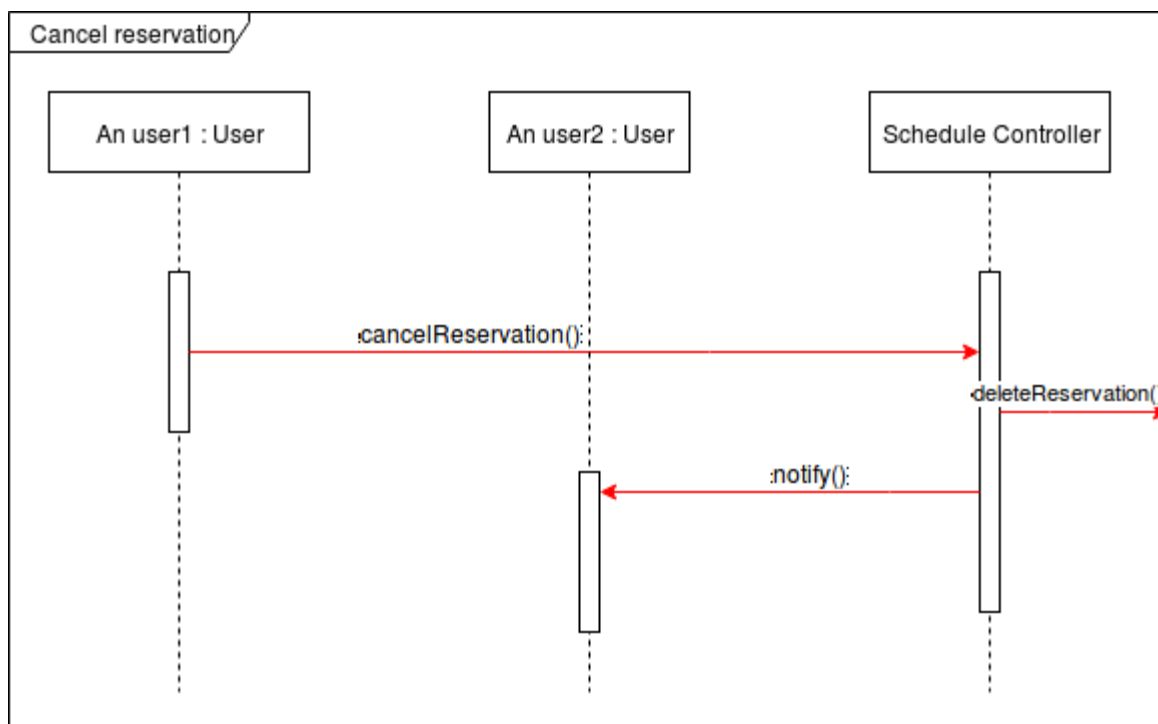 Cancel reservation
An user1 : User
An user2 : User
Schedule Controller
cancelReservation()
deleteReservation()
notify()